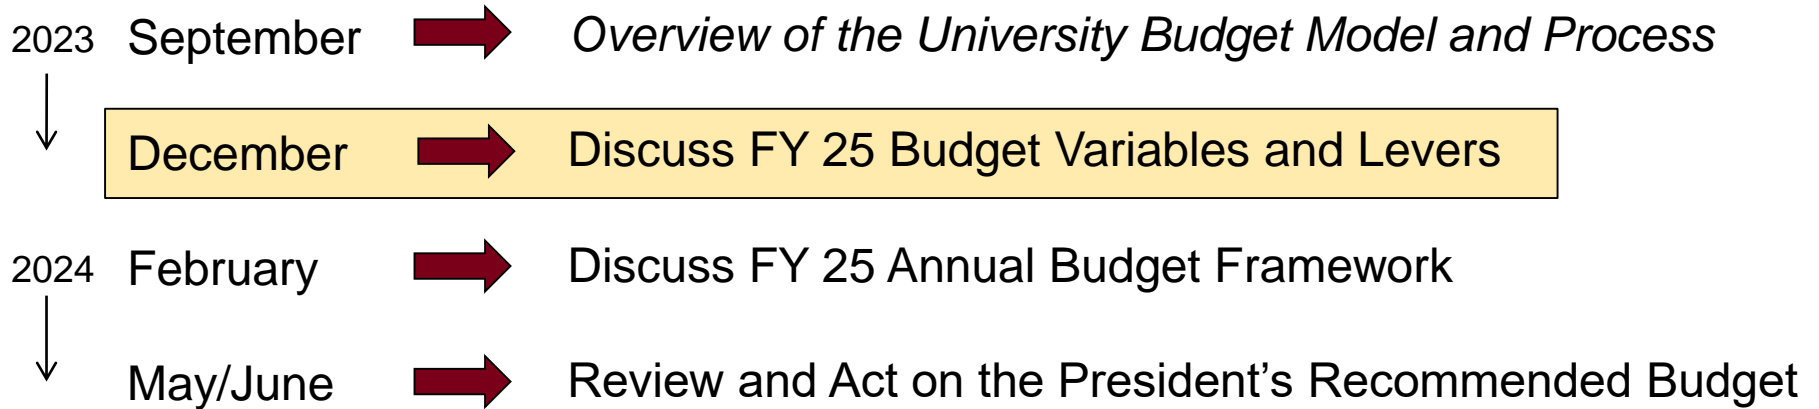 2023 September Overview of the University Budget Model and Process
December Discuss FY 25 Budget Variables and Levers
2024 February Discuss FY 25 Annual Budget Framework
May/June Review and Act on the President’s Recommended Budget